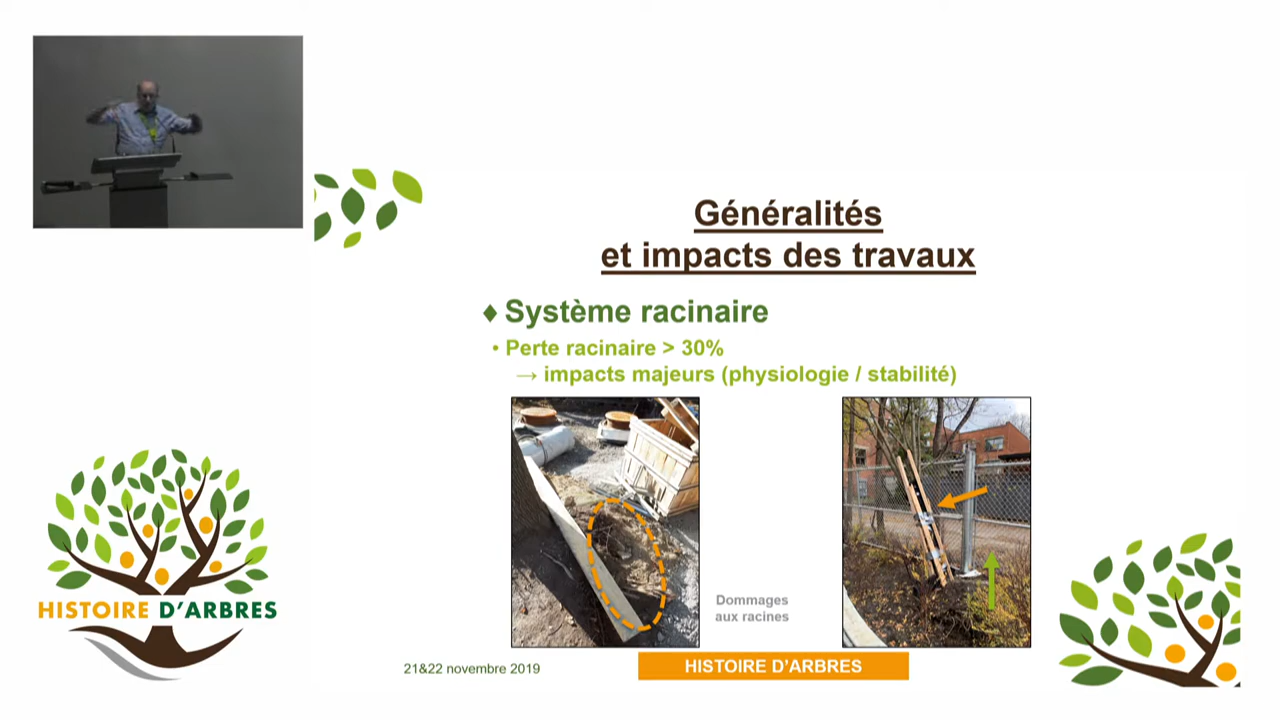 Généralités
et impacts des travaux
♦ Système racinaire
• Perte racinaire > 30%
→ impacts majeurs (physiologie / stabilité)
Dommages
aux racines
HISTOIRE D'ARBRES
21&22 novembre 2019
HISTOIRE D'ARBRES